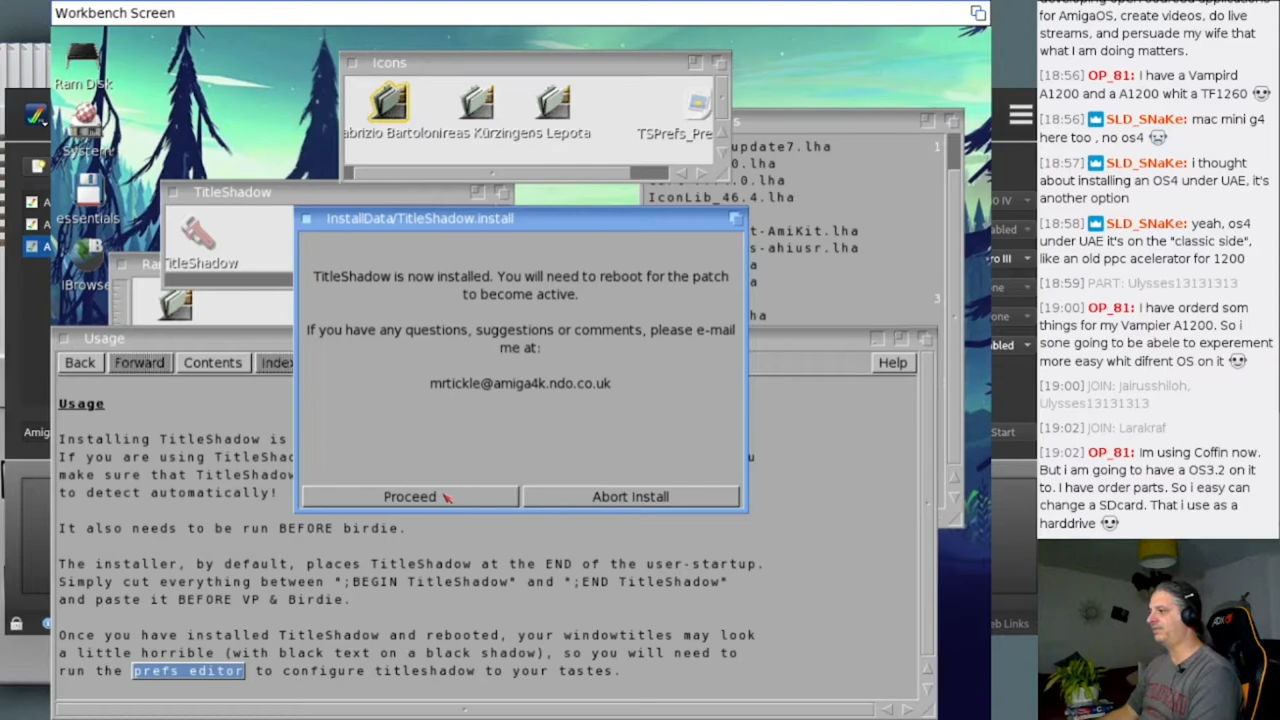 Workbench Screen
Ram Disk
System
essentials
IBrowse
Icons
abrizio Bartoloni
reas Kürzinger
ns Lepota
TSPrefs_Pre
update7.lha
.0.lha
IconLib_46.4.lha
t-AmiKit.lha
s-ahiusr.lha
ha
1
3
TitleShadow
TitleShadow
InstallData/TitleShadow.install
TitleShadow is now installed. You will need to reboot for the patch
to become active.
If you have any questions, suggestions or comments, please e-mail
me at:
mrtickle@amiga4k.ndo.co.uk
Proceed
Abort Install
Usage
Back
Forward
Contents
Index
Help
Usage
Installing TitleShadow is
If you are using TitleShad
make sure that TitleShadow
to detect automatically!
It also needs to be run BEFORE birdie.
The installer, by default, places TitleShadow at the END of the user-startup.
Simply cut everything between ";BEGIN TitleShadow" and ";END TitleShadow"
and paste it BEFORE VP & Birdie.
Once you have installed TitleShadow and rebooted, your windowtitles may look
a little horrible (with black text on a black shadow), so you will need to
run the prefs editor to configure titleshadow to your tastes.
Amig
Start
eb Links
for AmigaOS, create videos, do live
streams, and persuade my wife that
what I am doing matters.
[18:56] OP_81: I have a Vampird
A1200 and a A1200 whit a TF1260
[18:56] SLD_SNaKe: mac mini g4
here too , no os4
[18:57] SLD_SNaKe: i thought
about installing an OS4 under UAE, it's
another option
[18:58] SLD_SNaKe: yeah, os4
under UAE it's on the "classic side",
like an old ppc acelerator for 1200
[18:59] PART: Ulysses13131313
[19:00] OP_81: I have orderd som
things for my Vampier A1200. So i
sone going to be abele to experement
more easy whit difrent OS on it
[19:00] JOIN: jairusshiloh,
Ulysses13131313
[19:02] JOIN: Larakraf
[19:02] OP_81: Im using Coffin now.
But i am going to have a OS3.2 on it
to. I have order parts. So i easy can
change a SDcard. That i use as a
harddrive